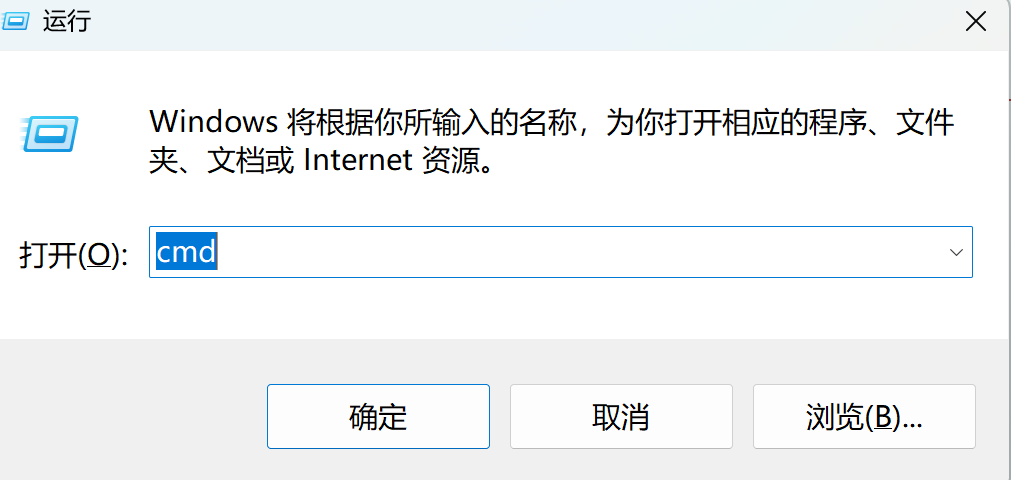 运行
Windows 将根据你所输入的名称，为你打开相应的程序、文件
夹、文档或 Internet 资源。
打开(O): cmd
确定 取消 浏览(B)...